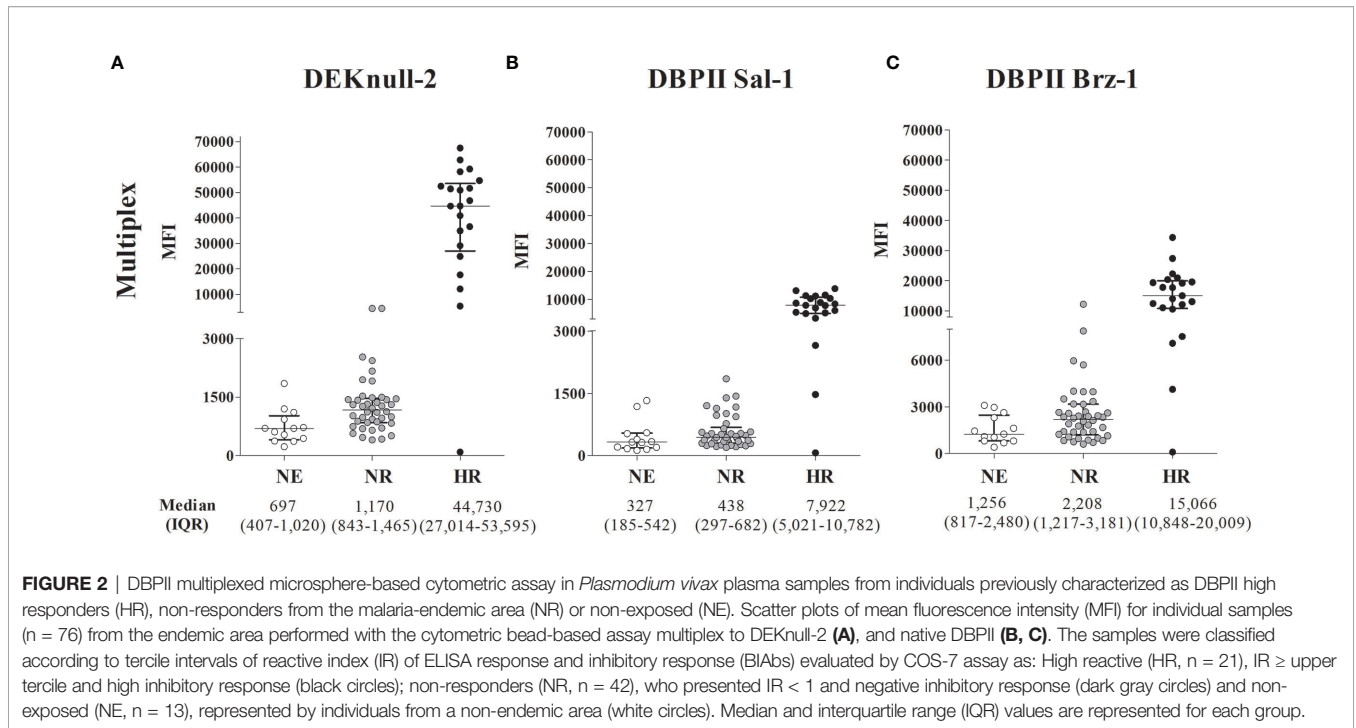 A
DEKnull-2
B
DBPII Sal-1
C
DBPII Brz-1
Multiplex
MFI
70000
60000
50000
40000
30000
20000
10000
3000
1500
0
NE
NR
HR
MFI
70000
60000
50000
40000
30000
20000
10000
3000
1500
0
NE
NR
HR
MFI
70000
60000
50000
40000
30000
20000
10000
6000
3000
0
NE
NR
HR
Median 697 1,170 44,730 327 438 7,922 1,256 2,208 15,066
(IQR) (407-1,020) (843-1,465) (27,014-53,595) (185-542) (297-682) (5,021-10,782) (817-2,480) (1,217-3,181) (10,848-20,009)
FIGURE 2 | DBPII multiplexed microsphere-based cytometric assay in Plasmodium vivax plasma samples from individuals previously characterized as DBPII high
responders (HR), non-responders from the malaria-endemic area (NR) or non-exposed (NE). Scatter plots of mean fluorescence intensity (MFI) for individual samples
(n = 76) from the endemic area performed with the cytometric bead-based assay multiplex to DEKnull-2 (A), and native DBPII (B, C). The samples were classified
according to tercile intervals of reactive index (IR) of ELISA response and inhibitory response (BIAbs) evaluated by COS-7 assay as: High reactive (HR, n = 21), IR ≥ upper
tercile and high inhibitory response (black circles); non-responders (NR, n = 42), who presented IR < 1 and negative inhibitory response (dark gray circles) and non-
exposed (NE, n = 13), represented by individuals from a non-endemic area (white circles). Median and interquartile range (IQR) values are represented for each group.